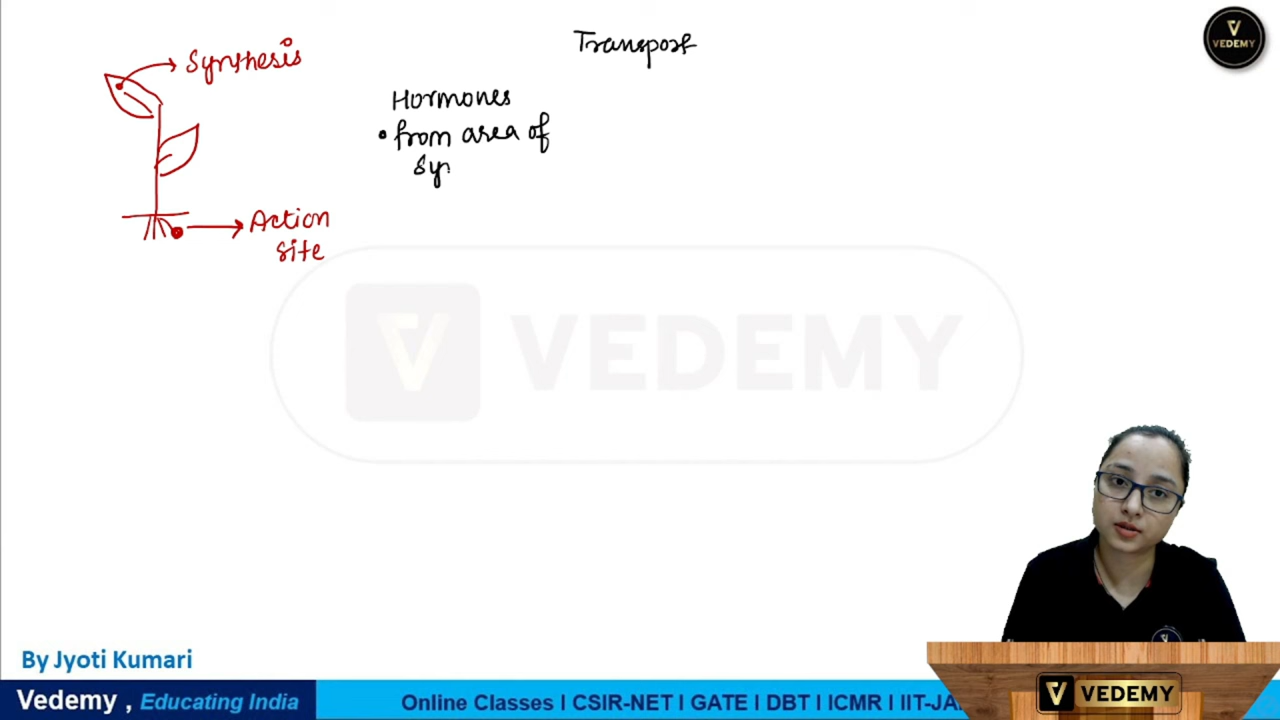 Transport
Synthesis
Hormones
• from area of
Sy
Action
site
V
VEDEMY
V VEDEMY
By Jyoti Kumari
Vedemy , Educating India
Online Classes I CSIR-NET I GATE I DBT I ICMR I IIT-JA
V VEDEMY